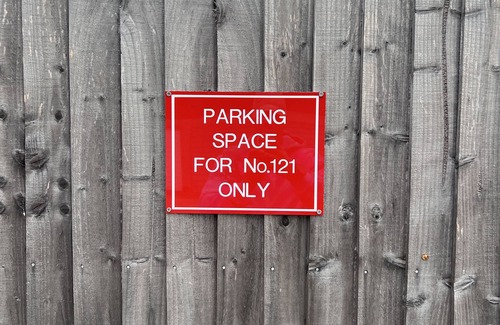 PARKING
SPACE
FOR No.121
ONLY